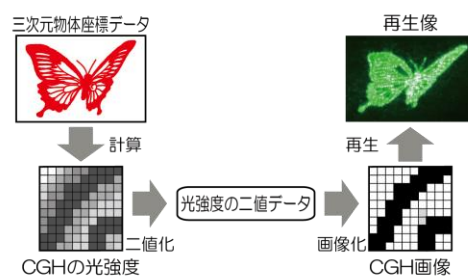 三次元物体座標データ
再生像
計算
再生
光強度の二値データ
二値化
画像化
CGHの光強度
CGH画像